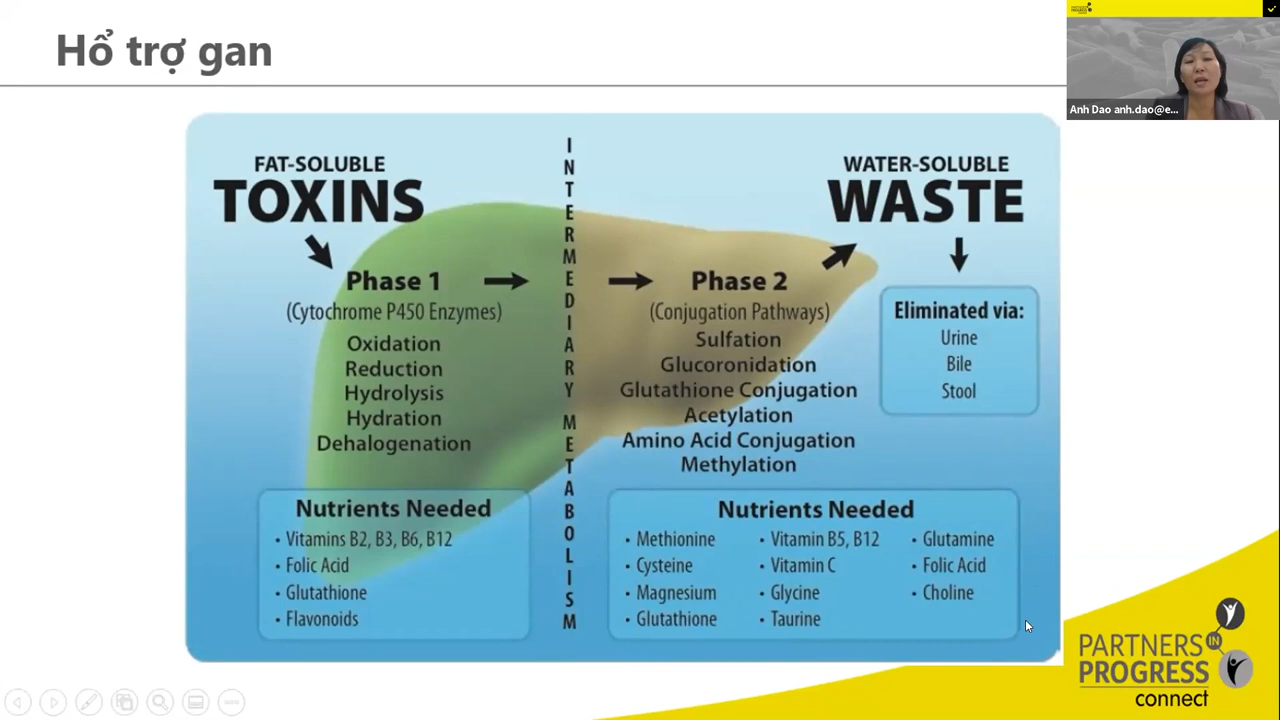 Hổ trợ gan
Anh Dao anh.dao@e...
FAT-SOLUBLE
TOXINS
Phase 1
(Cytochrome P450 Enzymes)
Oxidation
Reduction
Hydrolysis
Hydration
Dehalogenation
Nutrients Needed
• Vitamins B2, B3, B6, B12
• Folic Acid
• Glutathione
• Flavonoids
INTERMEDIARY METABOLISM
Phase 2
(Conjugation Pathways)
Sulfation
Glucoronidation
Glutathione Conjugation
Acetylation
Amino Acid Conjugation
Methylation
Nutrients Needed
• Methionine
• Cysteine
• Magnesium
• Glutathione
• Vitamin B5, B12
• Vitamin C
• Glycine
• Taurine
• Glutamine
• Folic Acid
• Choline
WATER-SOLUBLE
WASTE
Eliminated via:
Urine
Bile
Stool
PARTNERS IN
PROGRESS
connect